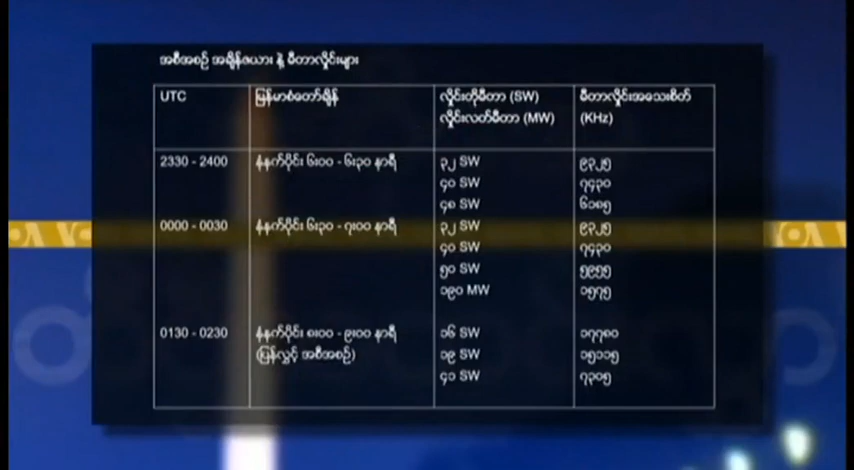 အစီအစဉ် အချိန်ဇယား နဲ့ မီတာလှိုင်းများ
UTC မြန်မာစံတော်ချိန် လှိုင်းတိုမီတာ (SW) မီတာလှိုင်းအသေးစိတ်
လှိုင်းလတ်မီတာ (MW) (KHz)
2330 - 2400 နံနက်ပိုင်း ၆း၀၀ - ၆း၃၀ နာရီ ၃၂ SW ၉၃၂၅
၄၀ SW ၇၄၃၀
၄၈ SW ၆၁၈၅
0000 - 0030 နံနက်ပိုင်း ၆း၃၀ - ၇း၀၀ နာရီ ၃၂ SW ၉၃၂၅
၄၀ SW ၇၄၃၀
၅၀ SW ၅၉၅၅
၁၉၀ MW ၁၅၇၅
0130 - 0230 နံနက်ပိုင်း ၈း၀၀ - ၉း၀၀ နာရီ ၁၆ SW ၁၇၇၈၀
(ပြန်လွှင့် အစီအစဉ်) ၁၉ SW ၁၅၁၁၅
၄၁ SW ၇၃၀၅